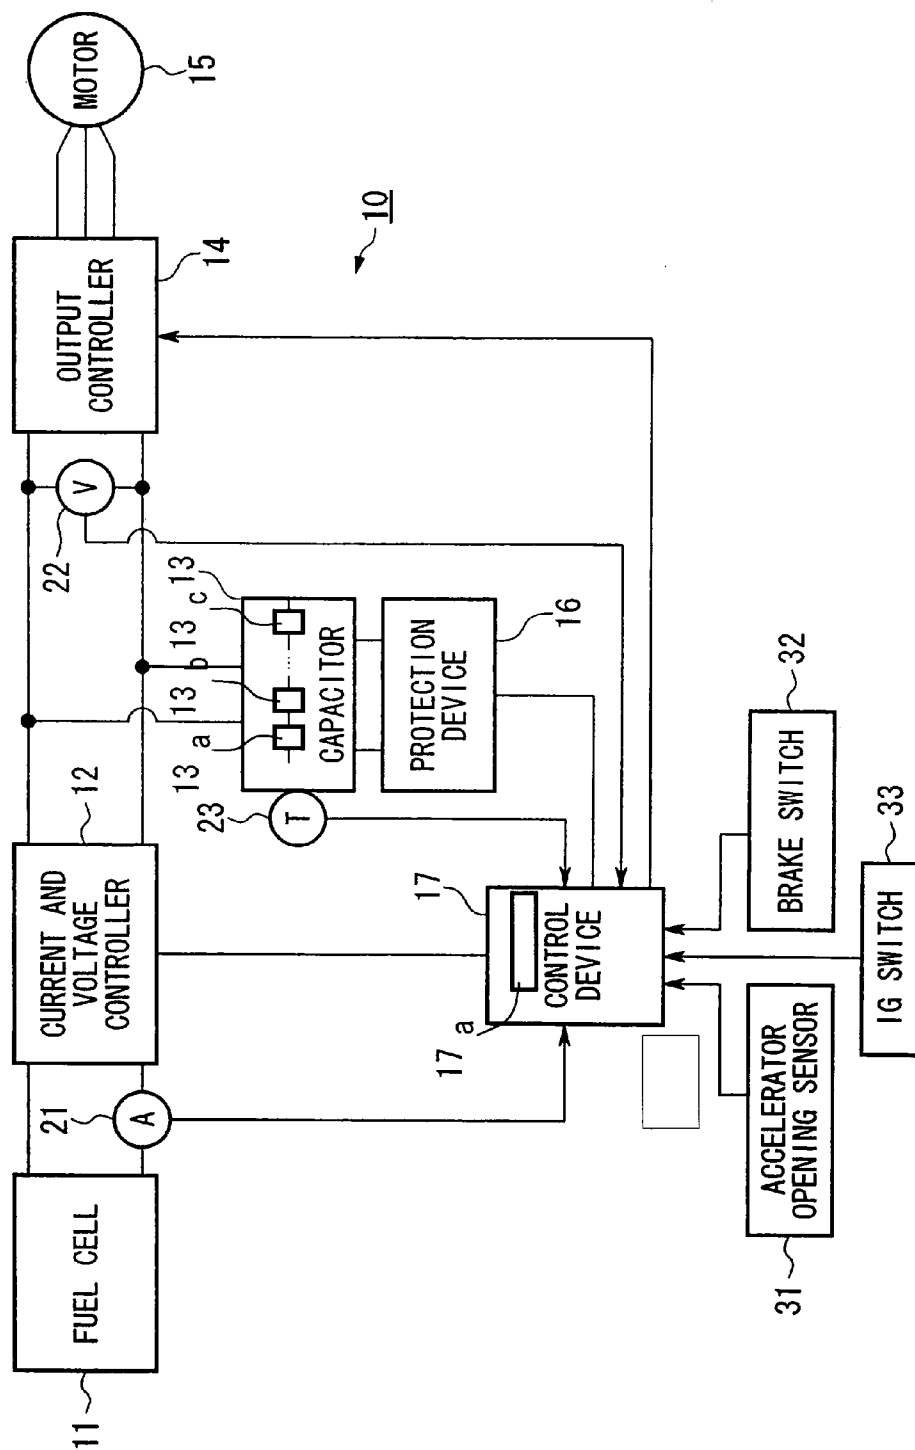 11
FUEL CELL
21
A
CURRENT AND
VOLTAGE
CONTROLLER
12
22
V
OUTPUT
CONTROLLER
14
MOTOR
15
10
23
T
13
a
13
b
13
c
13
CAPACITOR
PROTECTION
DEVICE
16
17
17
a
CONTROL
DEVICE
31
ACCELERATOR
OPENING SENSOR
BRAKE SWITCH
32
IG SWITCH
33